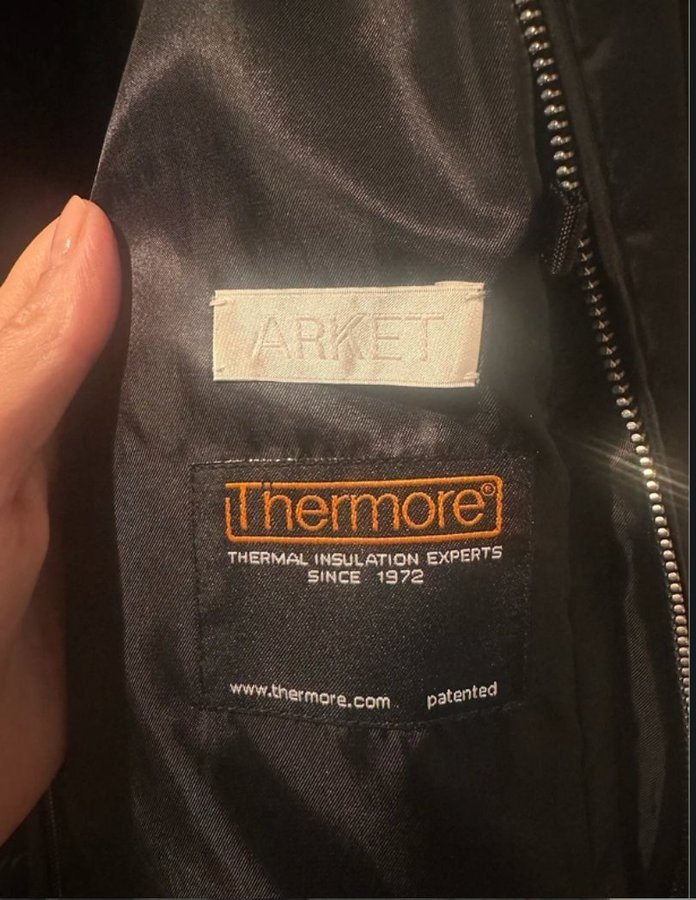 ARKET
Thermore®
THERMAL INSULATION EXPERTS
SINCE 1972
www.thermore.com patented